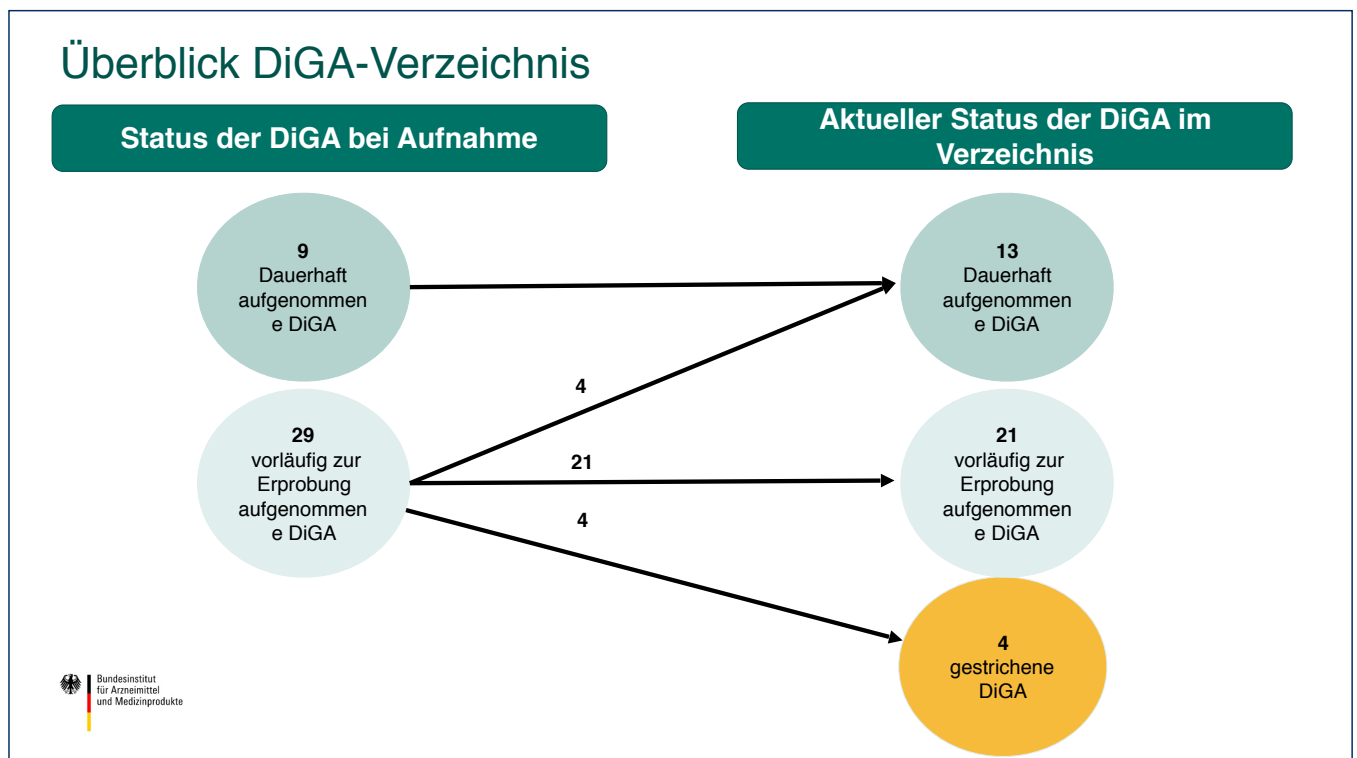 Überblick DiGA-Verzeichnis
Status der DiGA bei Aufnahme
Aktueller Status der DiGA im
Verzeichnis
9
Dauerhaft
aufgenommen
e DiGA
13
Dauerhaft
aufgenommen
e DiGA
4
29
vorläufig zur
Erprobung
aufgenommen
e DiGA
21
21
vorläufig zur
Erprobung
aufgenommen
e DiGA
4
4
gestrichene
DiGA
Bundesinstitut
für Arzneimittel
und Medizinprodukte